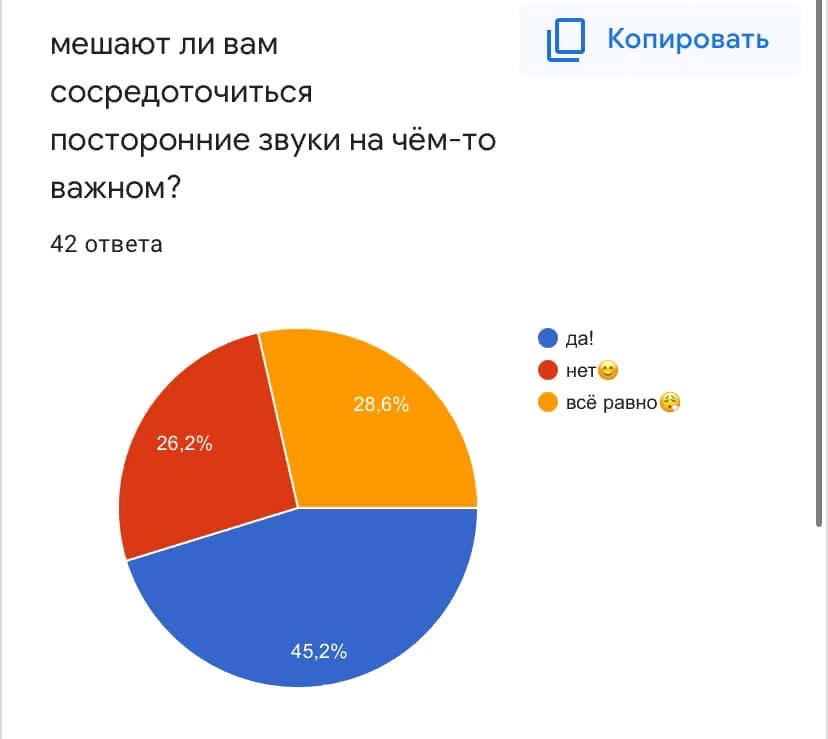 мешают ли вам
Копировать
сосредоточиться
посторонние звуки на чём-то
важном?
42 ответа
да!
нет😊
всё равно😮‍💨
28,6%
26,2%
45,2%